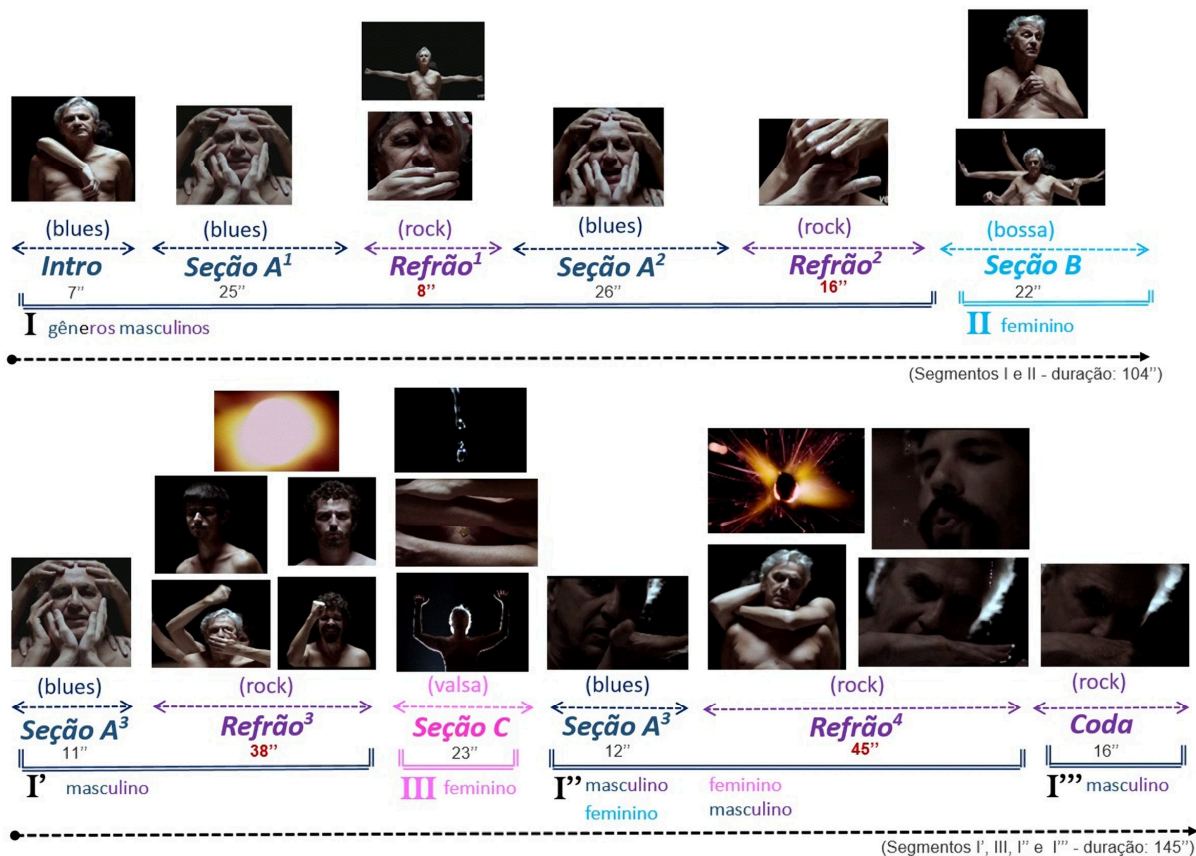 (blues) (blues) (rock) (blues) (rock) (bossa)
Intro Seção A¹ Refrão¹ Seção A² Refrão² Seção B
7’’ 25’’ 8’’ 26’’ 16’’ 22’’
I gêneros masculinos II feminino
(Segmentos I e II - duração: 104’’)
(blues) (rock) (valsa) (blues) (rock) (rock)
Seção A³ Refrão³ Seção C Seção A³ Refrão⁴ Coda
11’’ 38’’ 23’’ 12’’ 45’’ 16’’
I’ masculino III feminino I’’ masculino feminino I’’’ masculino
feminino masculino
(Segmentos I’, III, I’’ e I’’’ - duração: 145’’)